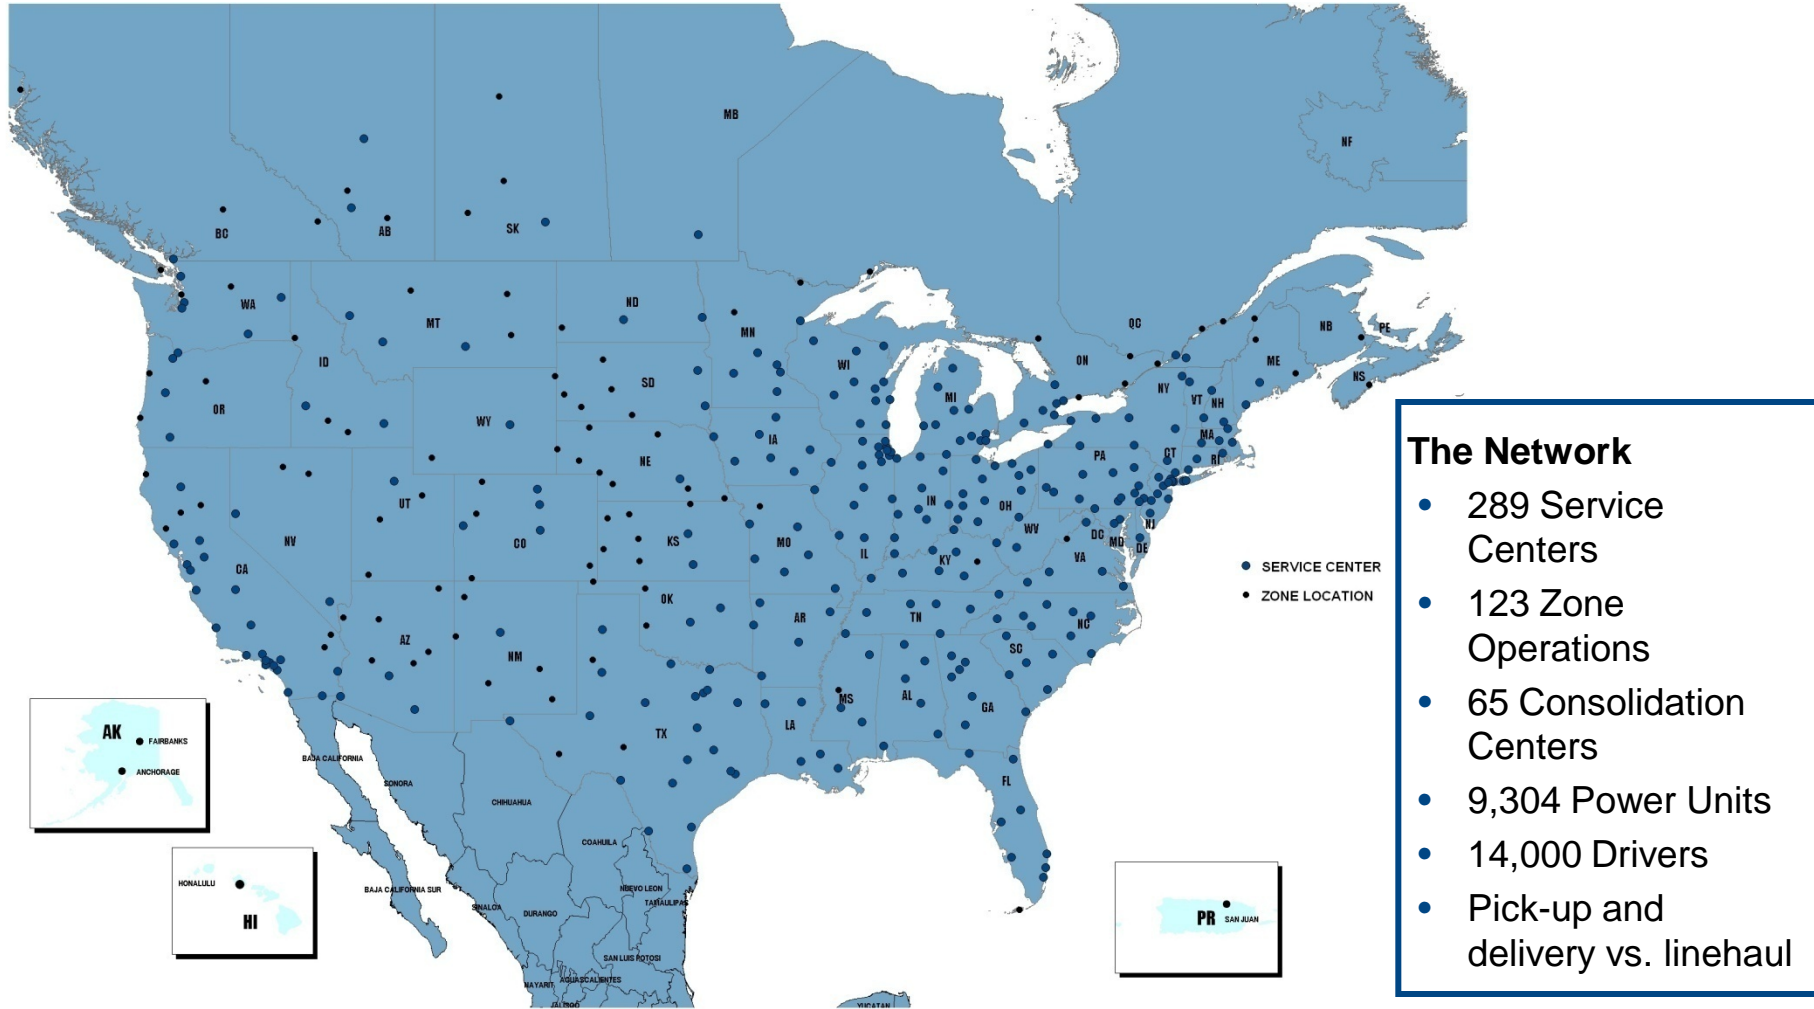 MB
NF
BC
AB
SK
WA
MT
ND
MN
QC
NB
PE
ID
WI
ON
ME
NS
OR
SD
MI
NY
VT
NH
WY
IA
MA
NE
PA
CT
RI
UT
IN
OH
NV
CO
KS
MO
IL
WV
NJ
DC
MD
DE
CA
KY
VA
OK
AR
TN
NC
AZ
NM
SC
MS
AL
GA
TX
LA
FL
SERVICE CENTER
ZONE LOCATION
AK
FAIRBANKS
ANCHORAGE
HONALULU
HI
PR
SAN JUAN
BAJA CALIFORNIA
SONORA
CHIHUAHUA
COAHUILA
BAJA CALIFORNIA SUR
SINALOA
DURANGO
NUEVO LEON
TAMAULIPAS
SAN LUIS POTOSI
NAYARIT
AGUASCALIENTES
JALISCO
YUCATAN
The Network
• 289 Service
Centers
• 123 Zone
Operations
• 65 Consolidation
Centers
• 9,304 Power Units
• 14,000 Drivers
• Pick-up and
delivery vs. linehaul